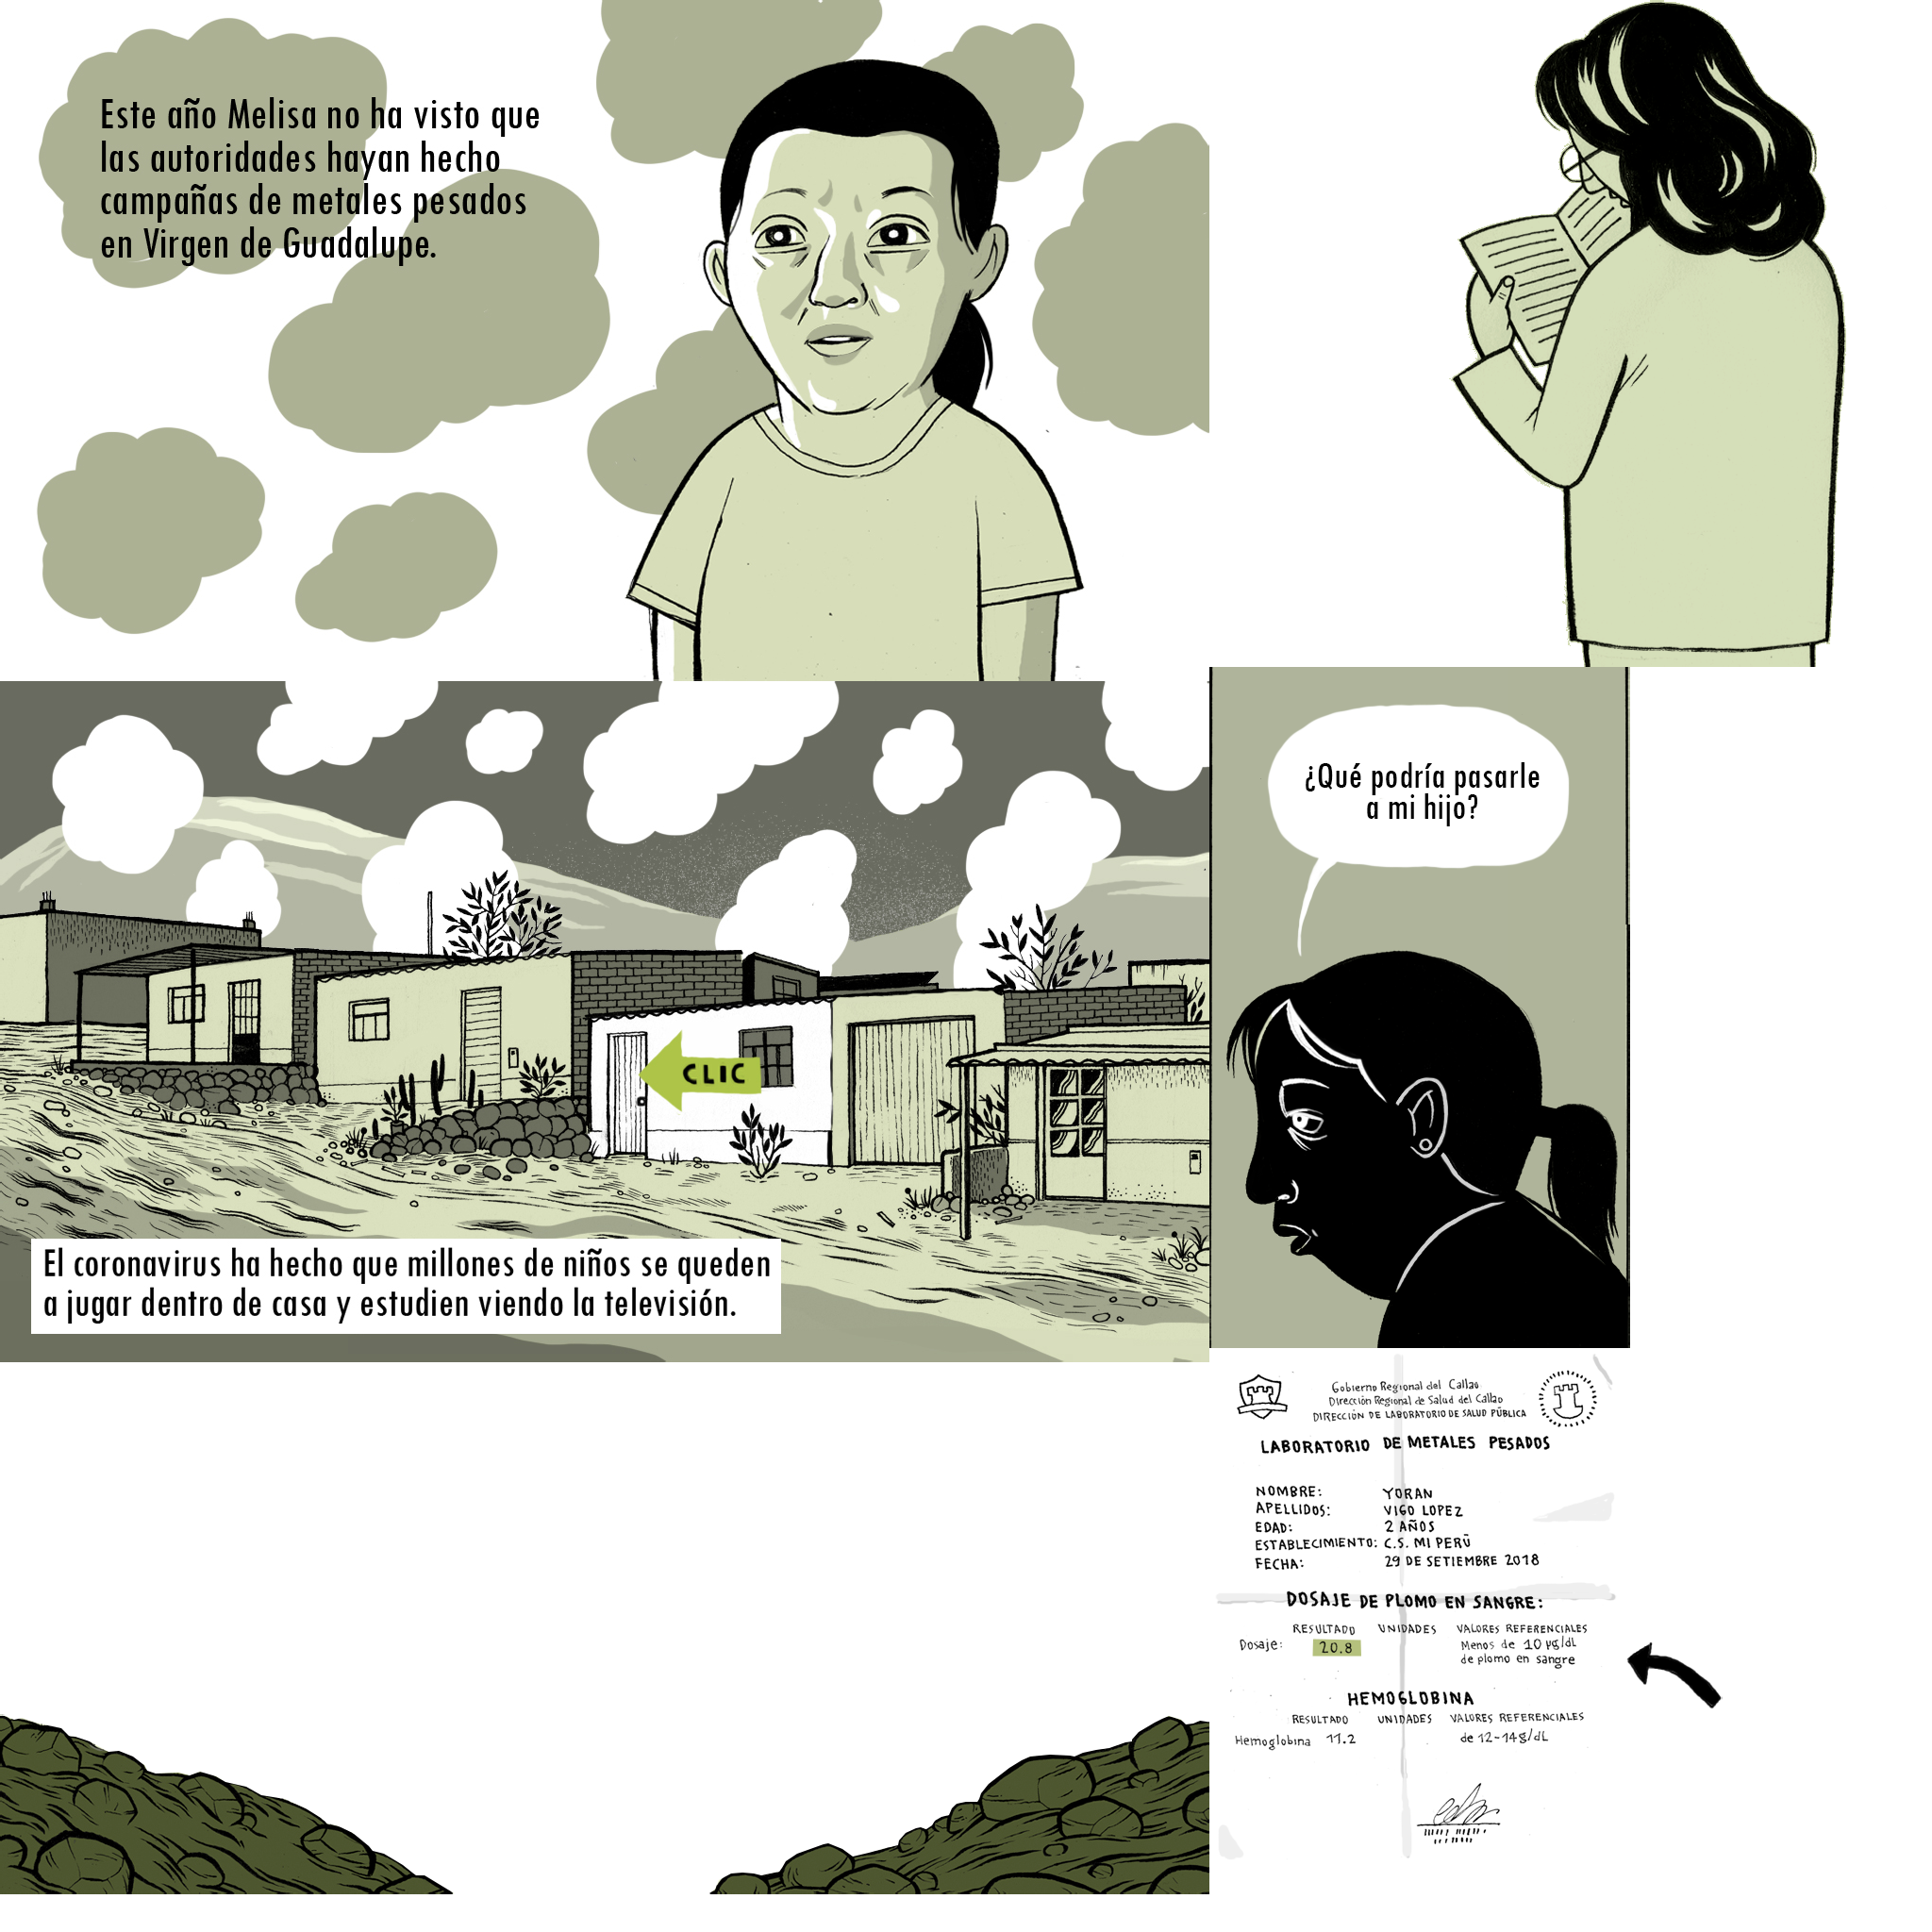 Este año Melisa no ha visto que
las autoridades hayan hecho
campañas de metales pesados
en Virgen de Guadalupe.
CLIC
El coronavirus ha hecho que millones de niños se queden
a jugar dentro de casa y estudien viendo la televisión.
¿Qué podría pasarle
a mi hijo?
Gobierno Regional del Callao
Dirección Regional de Salud del Callao
DIRECCIÓN DE LABORATORIO DE SALUD PÚBLICA
LABORATORIO DE METALES PESADOS
NOMBRE: YORAN
APELLIDOS: VIGO LOPEZ
EDAD: 2 AÑOS
ESTABLECIMIENTO: C.S. MI PERÚ
FECHA: 29 DE SETIEMBRE 2018
DOSAJE DE PLOMO EN SANGRE:
RESULTADO UNIDADES VALORES REFERENCIALES
Dosaje: 20.8 Menos de 10 µg/dL
de plomo en sangre
HEMOGLOBINA
RESULTADO UNIDADES VALORES REFERENCIALES
Hemoglobina 11.2 de 12-14g/dL